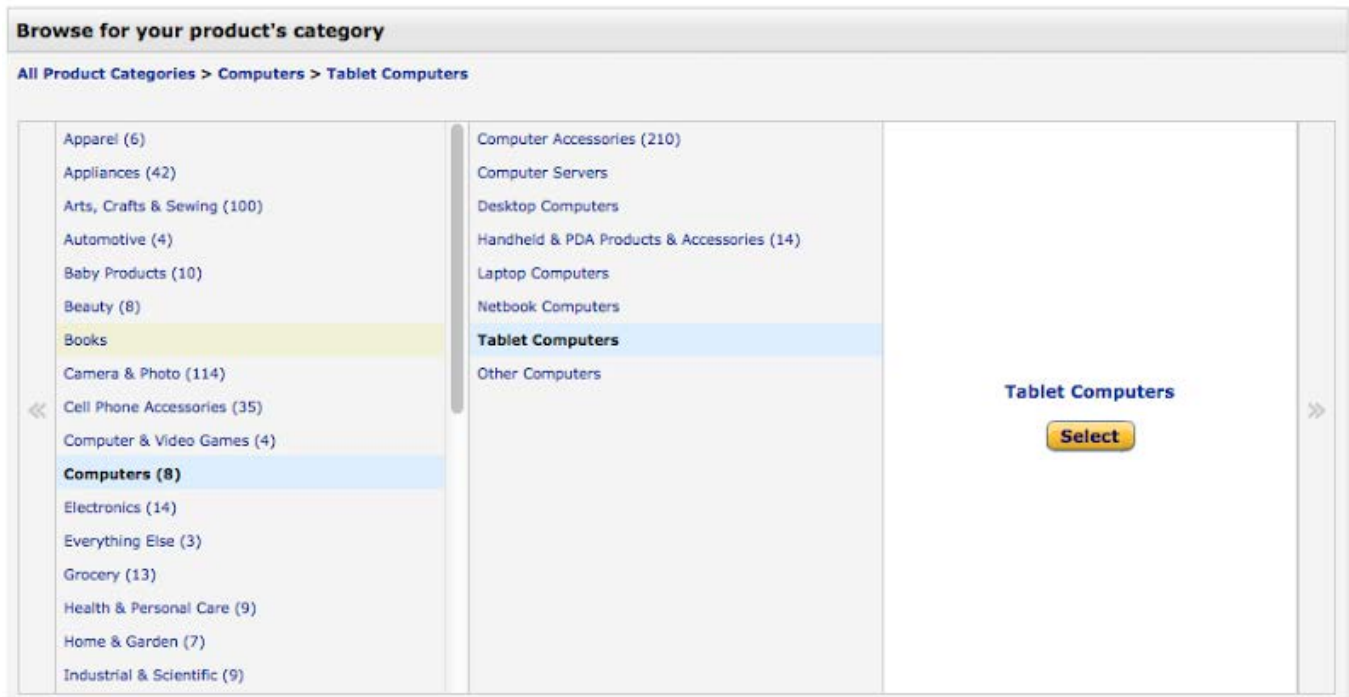 Browse for your product's category
All Product Categories > Computers > Tablet Computers
Apparel (6)
Appliances (42)
Arts, Crafts & Sewing (100)
Automotive (4)
Baby Products (10)
Beauty (8)
Books
Camera & Photo (114)
Cell Phone Accessories (35)
Computer & Video Games (4)
Computers (8)
Electronics (14)
Everything Else (3)
Grocery (13)
Health & Personal Care (9)
Home & Garden (7)
Industrial & Scientific (9)
Computer Accessories (210)
Computer Servers
Desktop Computers
Handheld & PDA Products & Accessories (14)
Laptop Computers
Netbook Computers
Tablet Computers
Other Computers
Tablet Computers
Select